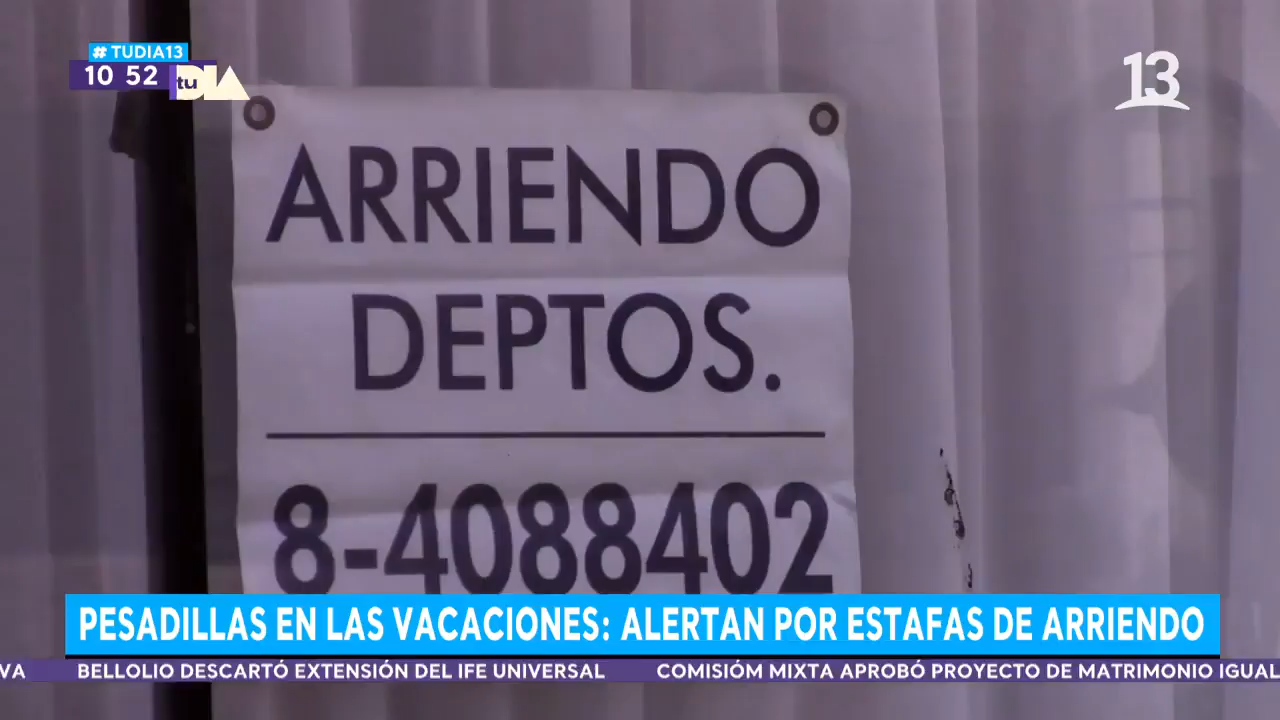 # TUDIA13
10 52
tu DIA
13
ARRIENDO
DEPTOS.
8-4088402
PESADILLAS EN LAS VACACIONES: ALERTAN POR ESTAFAS DE ARRIENDO
VA BELLOLIO DESCARTÓ EXTENSIÓN DEL IFE UNIVERSAL COMISIÓM MIXTA APROBÓ PROYECTO DE MATRIMONIO IGUAL